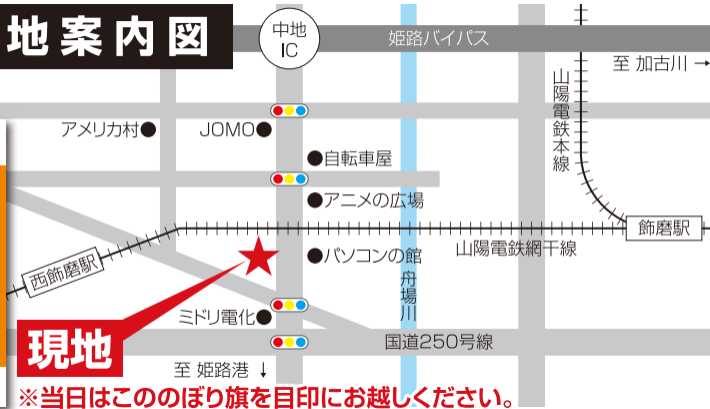 地案内図
中地
IC
姫路バイパス
至 加古川 →
山陽電鉄本線
アメリカ村
JOMO
自転車屋
アニメの広場
飾磨駅
山陽電鉄網干線
パソコンの館
西飾磨駅
舟場川
ミドリ電化
現地
国道250号線
至 姫路港 ↓
※当日はこののぼり旗を目印にお越しください。